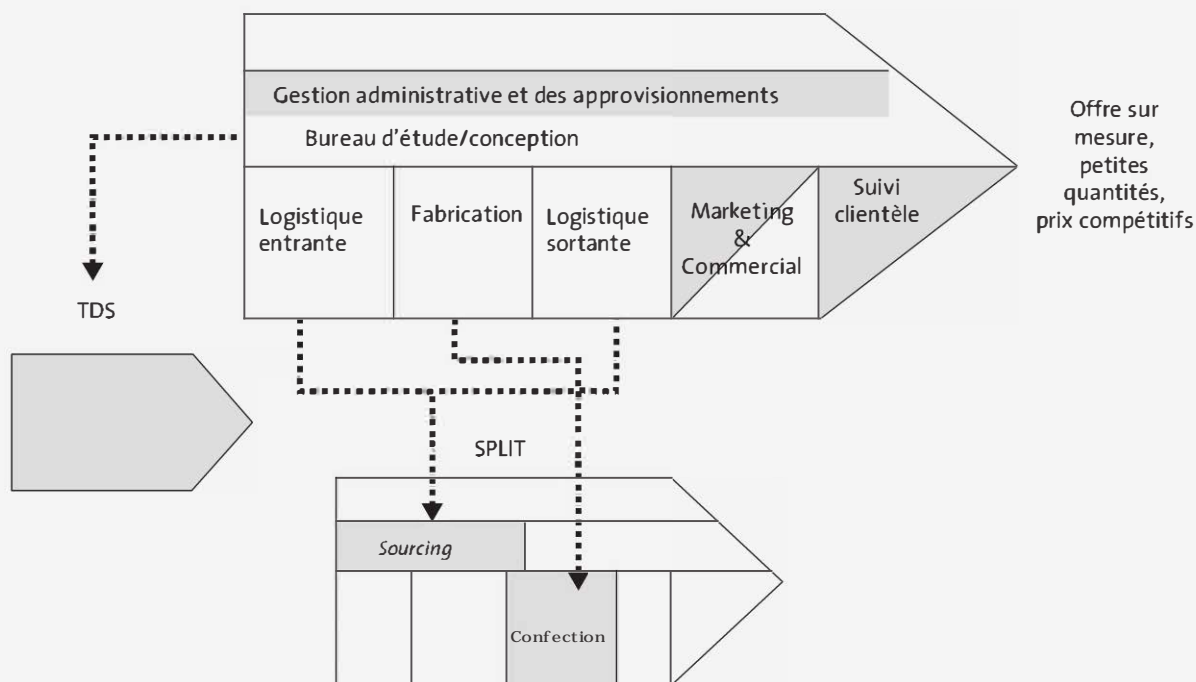 Gestion administrative et des approvisionnements
Bureau d'étude/conception
Offre sur
mesure,
petites
quantités,
prix compétitifs
Logistique
entrante
Fabrication
Logistique
sortante
Marketing
&
Commercial
Suivi
clientèle
TDS
SPLIT
Sourcing
Confection